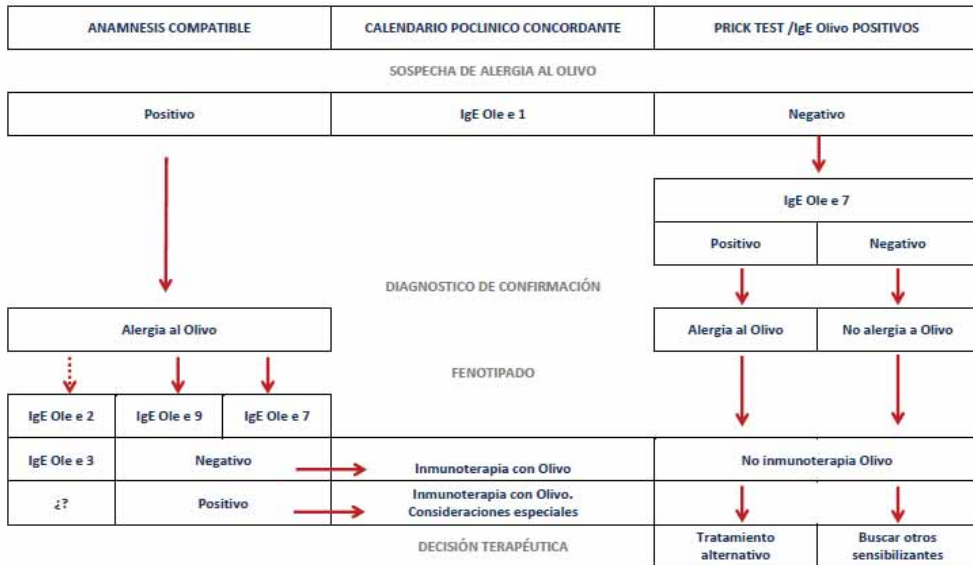 ANAMNESIS COMPATIBLE
CALENDARIO POCLINICO CONCORDANTE
PRICK TEST /IgE Olivo POSITIVOS
SOSPECHA DE ALERGIA AL OLIVO
Positivo
IgE Ole e 1
Negativo
IgE Ole e 7
Positivo
Negativo
DIAGNOSTICO DE CONFIRMACIÓN
Alergia al Olivo
Alergia al Olivo
No alergia a Olivo
FENOTIPADO
IgE Ole e 2
IgE Ole e 9
IgE Ole e 7
IgE Ole e 3
Negativo
Inmunoterapia con Olivo
No inmunoterapia Olivo
¿?
Positivo
Inmunoterapia con Olivo.
Consideraciones especiales
DECISIÓN TERAPÉUTICA
Tratamiento
alternativo
Buscar otros
sensibilizantes